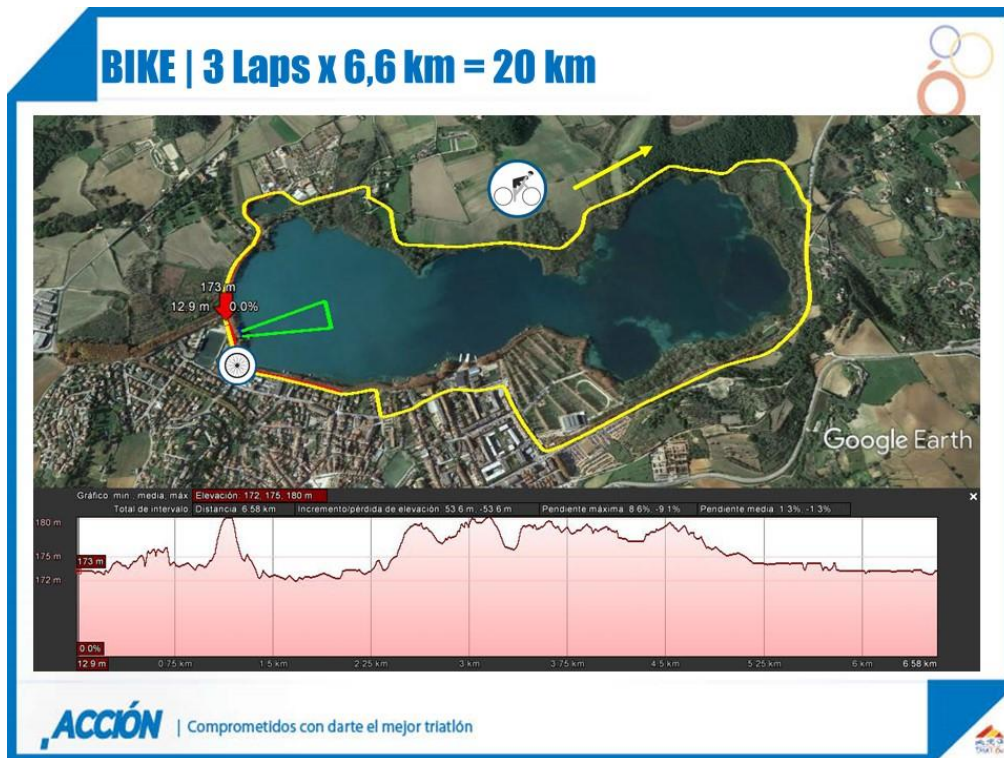 BIKE | 3 Laps x 6,6 km = 20 km
173 m
12.9 m 0.0%
Google Earth
Gráfico: mín., media, máx. Elevación: 172, 175, 180 m
Total de intervalo: Distancia: 6.58 km Incremento/pérdida de elevación: 53.6 m, -53.6 m Pendiente máxima: 8.6%, -9.1% Pendiente media: 1.3%, -1.3%
180 m
175 m
173 m
172 m
0.0%
12.9 m 0.75 km 1.5 km 2.25 km 3 km 3.75 km 4.5 km 5.25 km 6 km 6.58 km
ACCIÓN | Comprometidos con darte el mejor triatlón